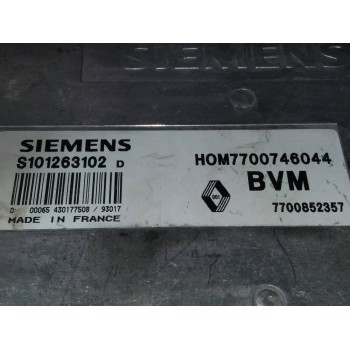 SIEMENS
SIEMENS
S101263102 D
HOM7700746044
BVM
7700852357
00065 430177508 / 93017
MADE IN FRANCE